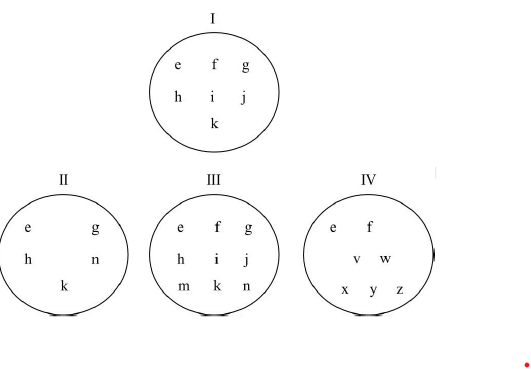 I
e f g
h i j
k
II III IV
e g
h n
k
e f g
h i j
m k n
e f
v w
x y z